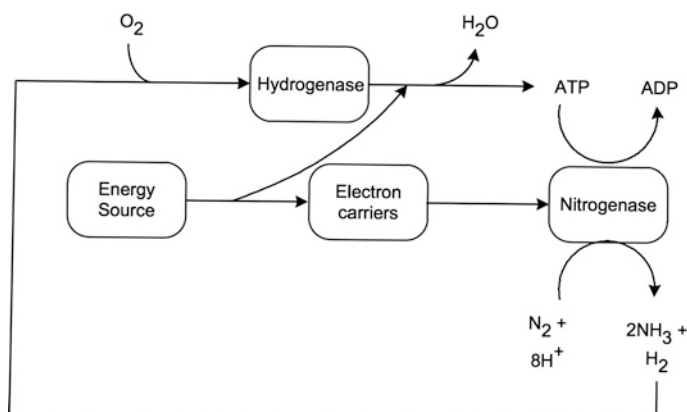 O₂
H₂O
Hydrogenase
ATP
ADP
Energy
Source
Electron
carriers
Nitrogenase
N₂ +
8H⁺
2NH₃ +
H₂